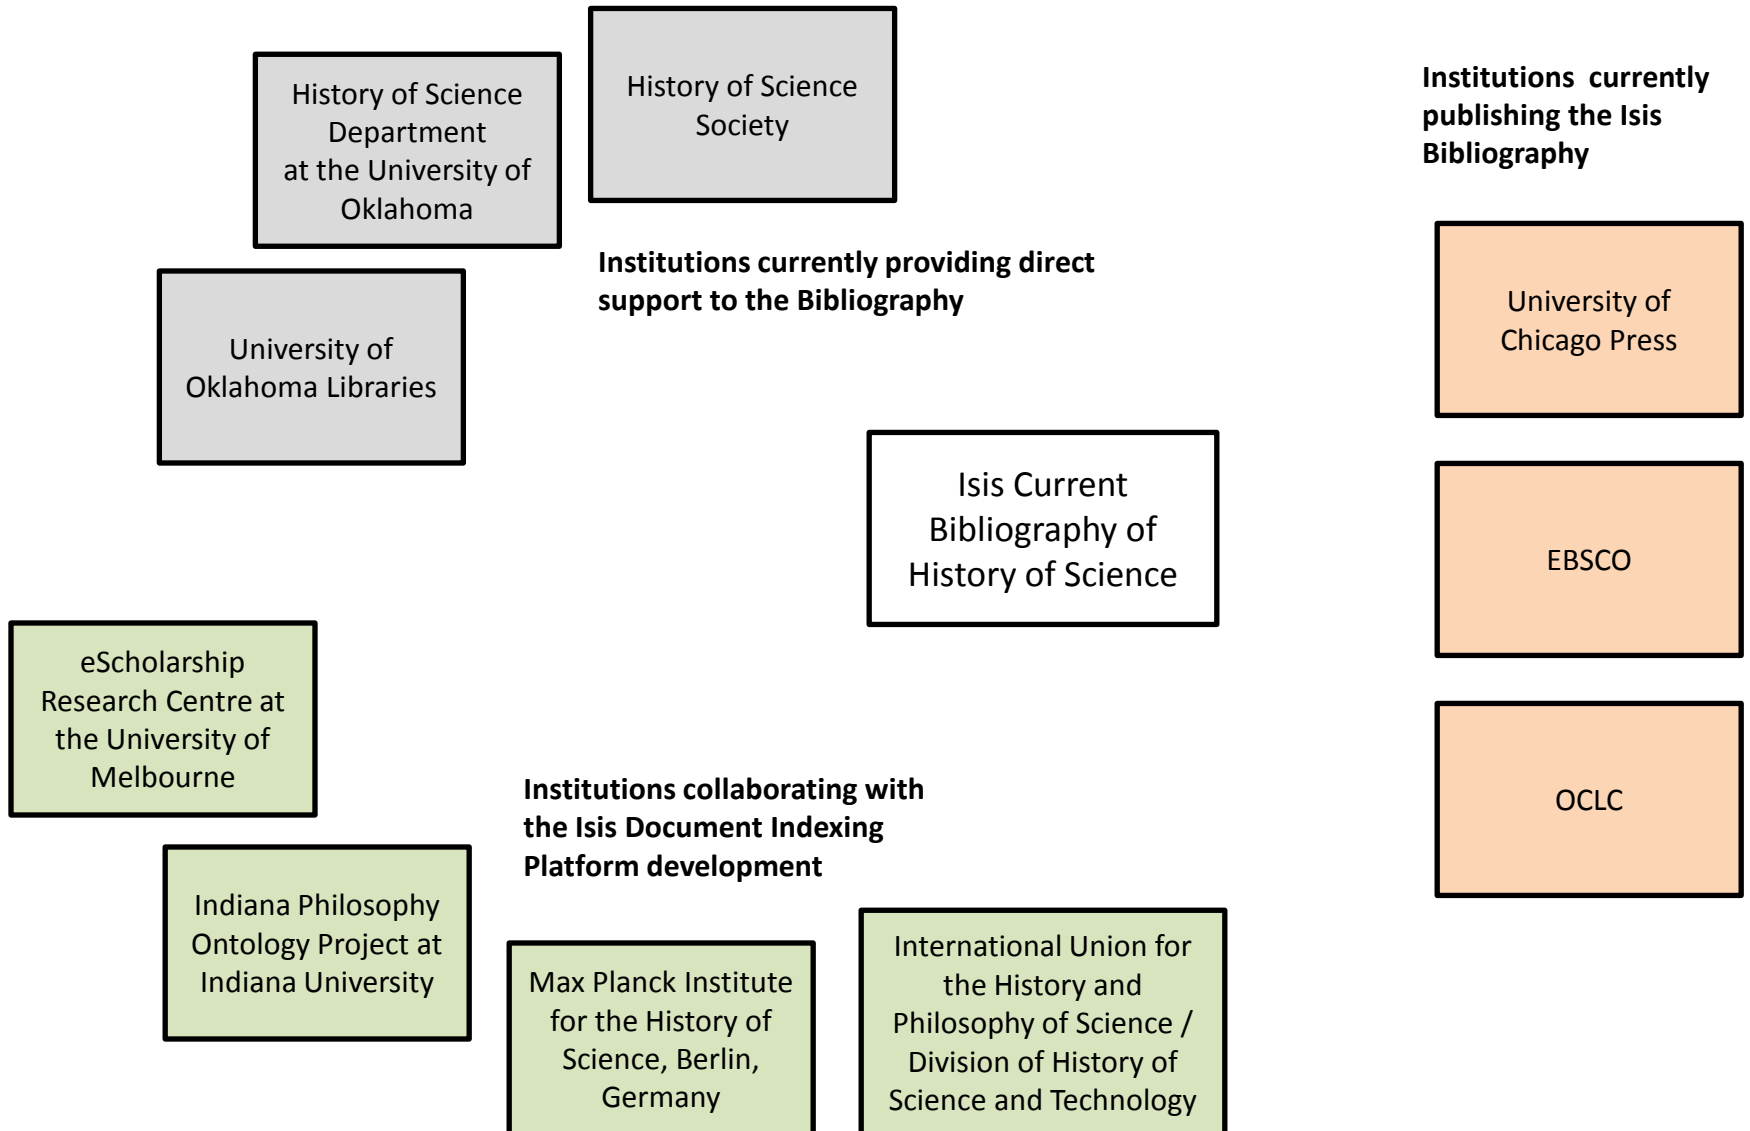 History of Science
Society
History of Science
Department
at the University of
Oklahoma
Institutions  currently
publishing the Isis
Bibliography
Institutions currently providing direct
support to the Bibliography
University of
Oklahoma Libraries
University of
Chicago Press
Isis Current
Bibliography of
History of Science
EBSCO
eScholarship
Research Centre at
the University of
Melbourne
OCLC
Institutions collaborating with
the Isis Document Indexing
Platform development
Indiana Philosophy
Ontology Project at
Indiana University
Max Planck Institute
for the History of
Science, Berlin,
Germany
International Union for
the History and
Philosophy of Science /
Division of History of
Science and Technology